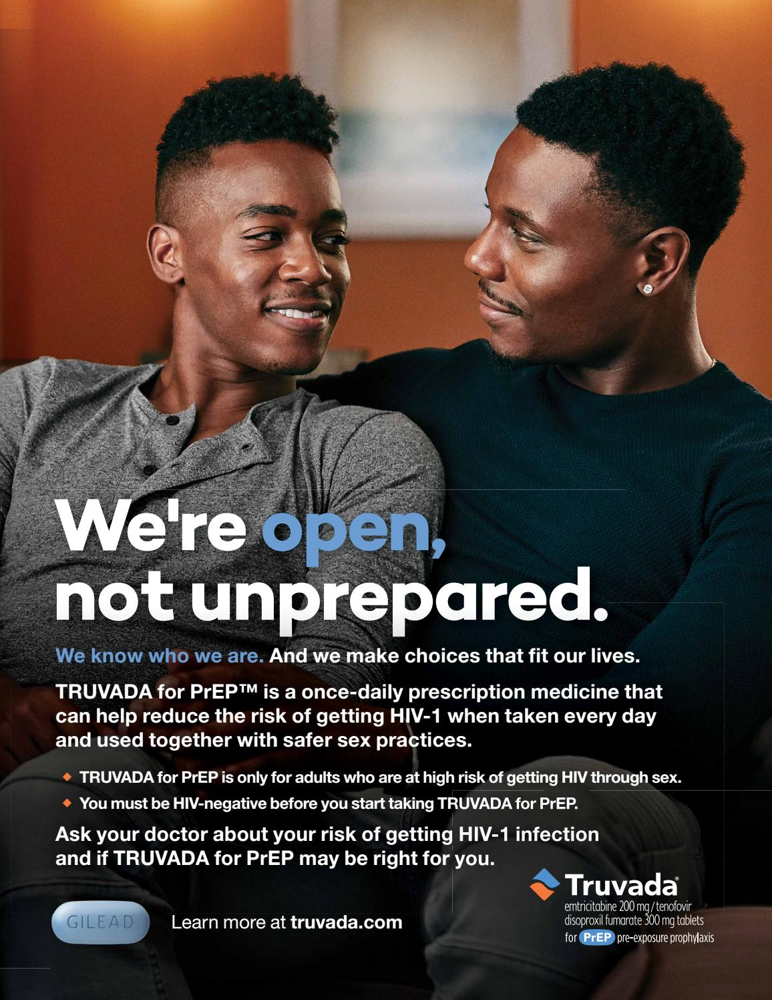 We're open,
not unprepared.
We know who we are. And we make choices that fit our lives.
TRUVADA for PrEP™ is a once-daily prescription medicine that
can help reduce the risk of getting HIV-1 when taken every day
and used together with safer sex practices.
◆ TRUVADA for PrEP is only for adults who are at high risk of getting HIV through sex.
◆ You must be HIV-negative before you start taking TRUVADA for PrEP.
Ask your doctor about your risk of getting HIV-1 infection
and if TRUVADA for PrEP may be right for you.
GILEAD
Learn more at truvada.com
Truvada®
emtricitabine 200 mg/tenofovir
disoproxil fumarate 300 mg tablets
for PrEP pre-exposure prophylaxis